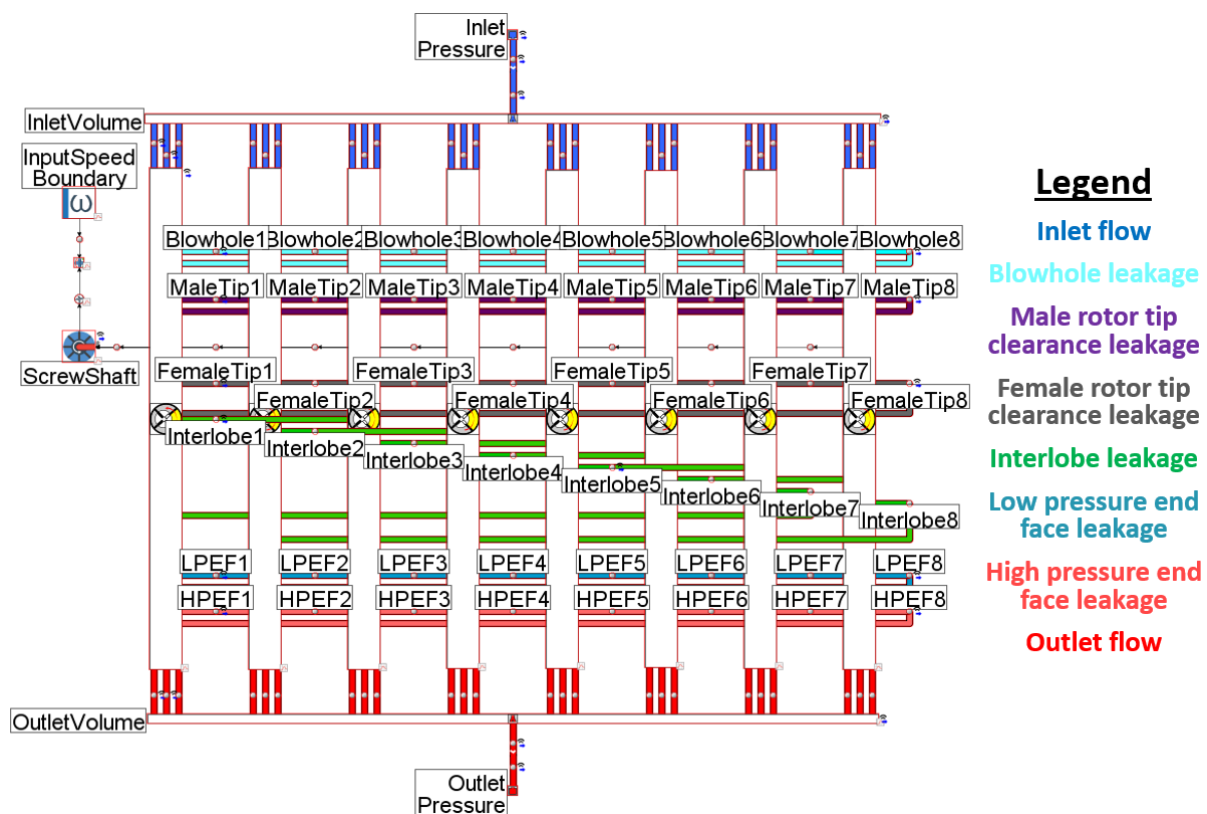 Inlet
Pressure
InletVolume
InputSpeed
Boundary
ω
ScrewShaft
Blowhole1
Blowhole2
Blowhole3
Blowhole4
Blowhole5
Blowhole6
Blowhole7
Blowhole8
MaleTip1
MaleTip2
MaleTip3
MaleTip4
MaleTip5
MaleTip6
MaleTip7
MaleTip8
FemaleTip1
FemaleTip2
FemaleTip3
FemaleTip4
FemaleTip5
FemaleTip6
FemaleTip7
FemaleTip8
Interlobe1
Interlobe2
Interlobe3
Interlobe4
Interlobe5
Interlobe6
Interlobe7
Interlobe8
LPEF1
LPEF2
LPEF3
LPEF4
LPEF5
LPEF6
LPEF7
LPEF8
HPEF1
HPEF2
HPEF3
HPEF4
HPEF5
HPEF6
HPEF7
HPEF8
OutletVolume
Outlet
Pressure
Legend
Inlet flow
Blowhole leakage
Male rotor tip
clearance leakage
Female rotor tip
clearance leakage
Interlobe leakage
Low pressure end
face leakage
High pressure end
face leakage
Outlet flow